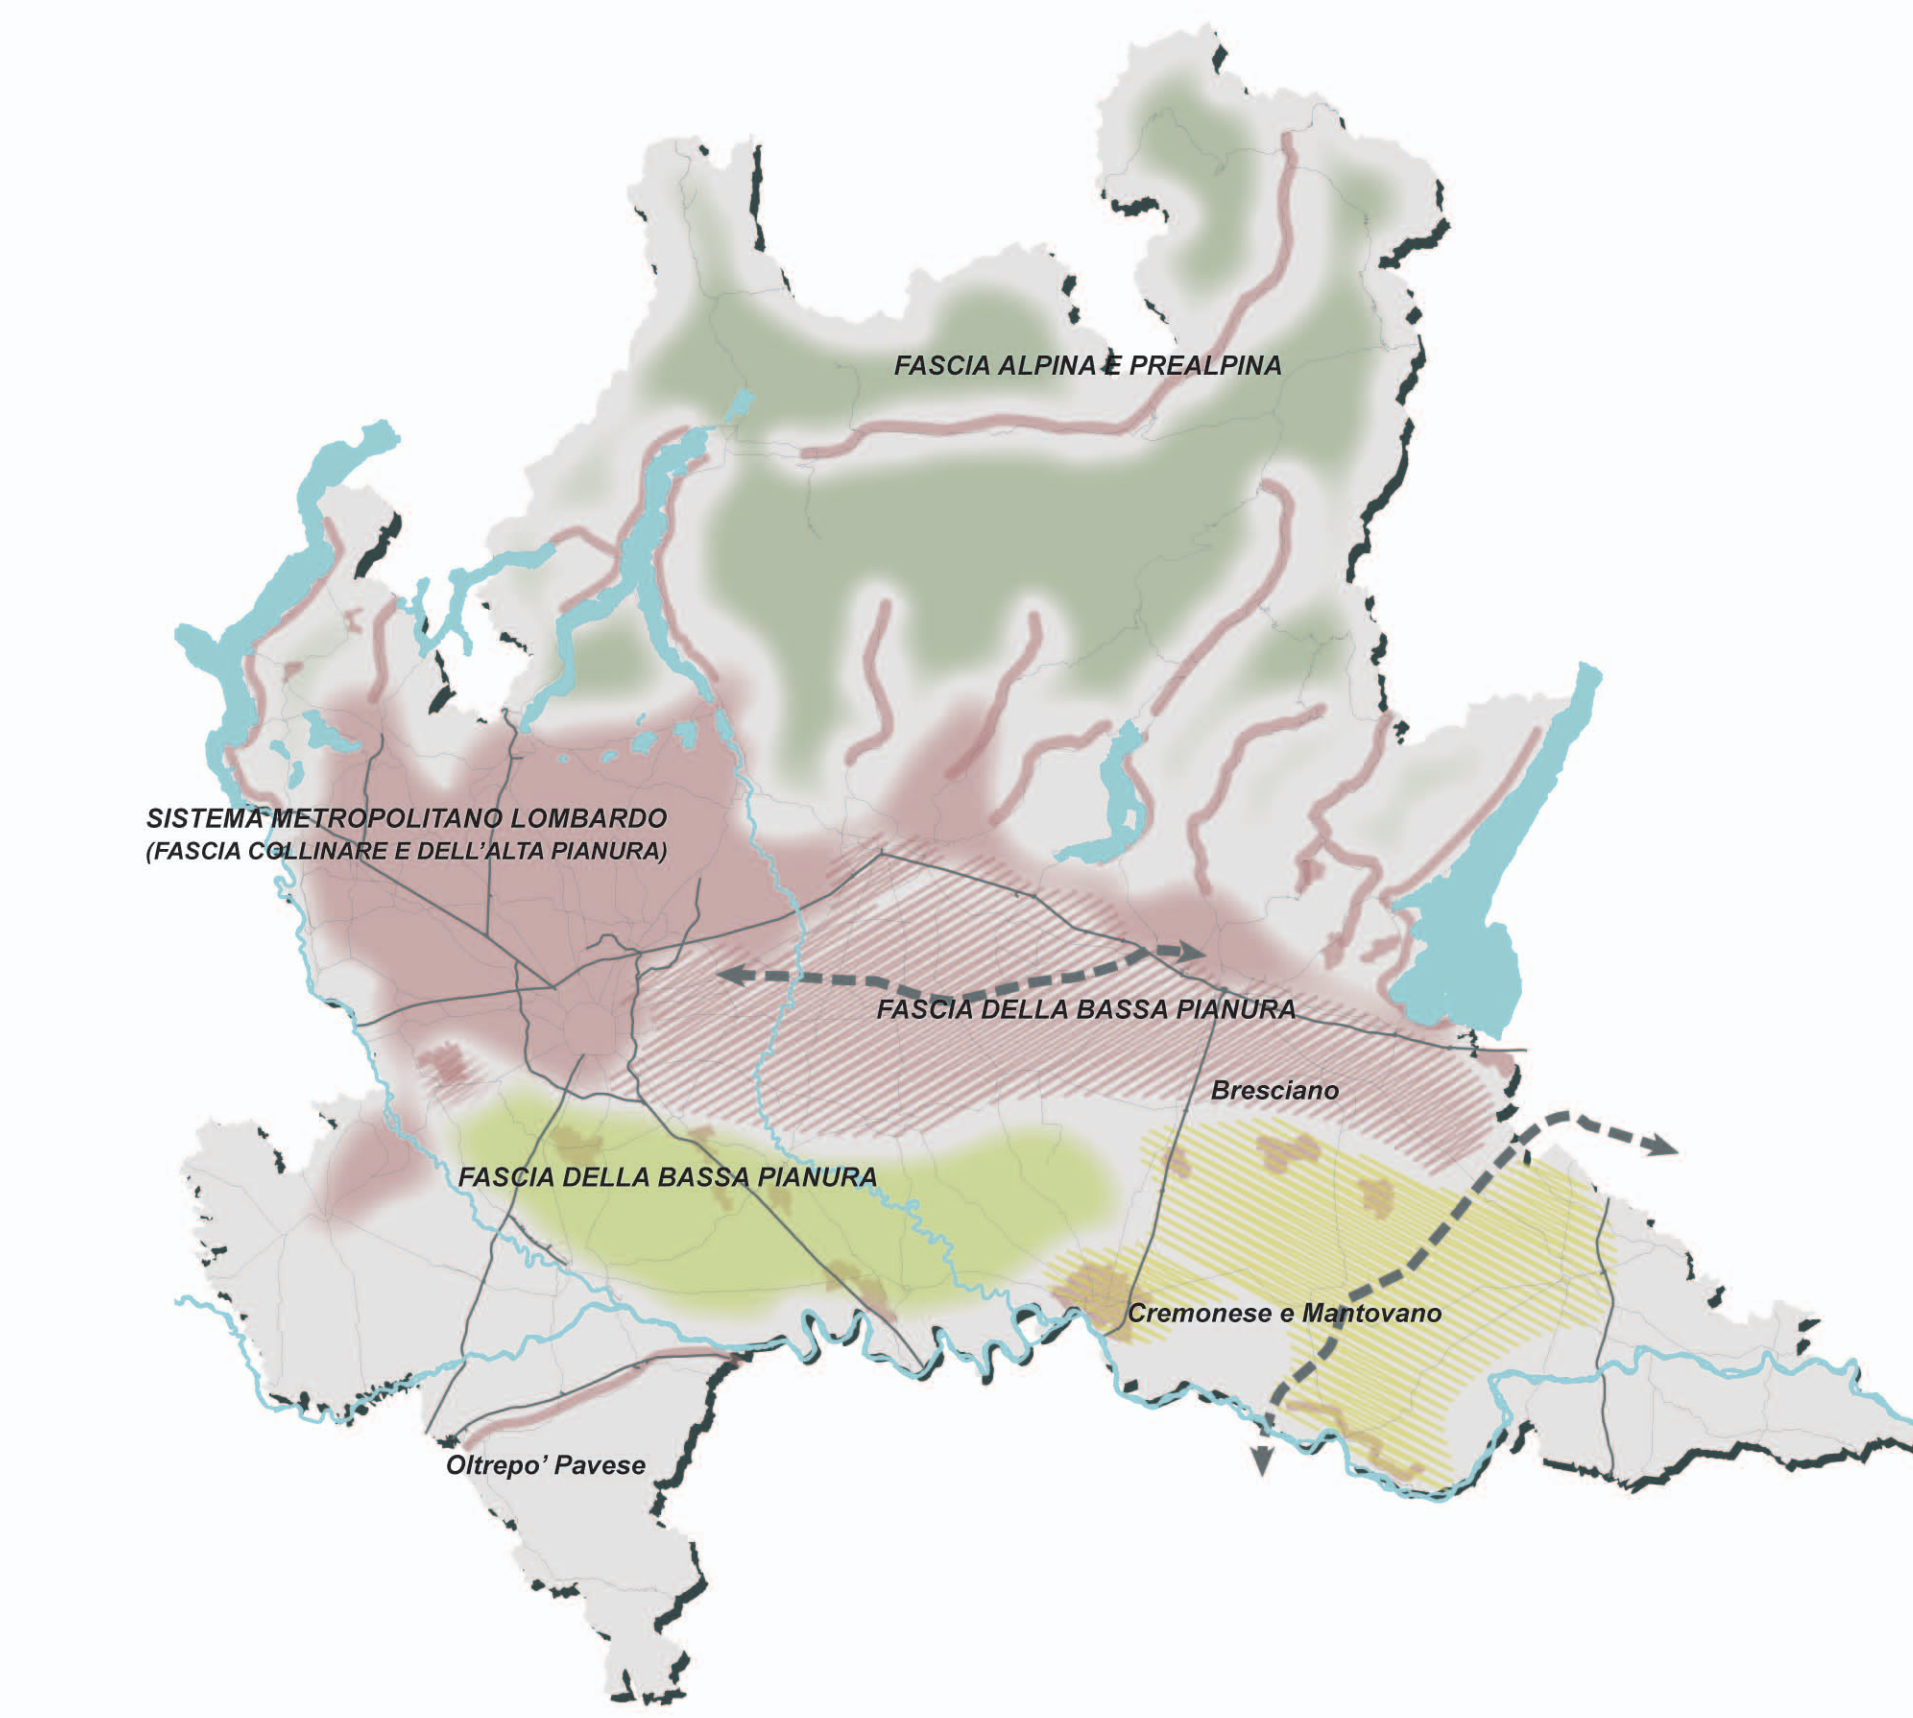 FASCIA ALPINA E PREALPINA
SISTEMA METROPOLITANO LOMBARDO
(FASCIA COLLINARE E DELL'ALTA PIANURA)
FASCIA DELLA BASSA PIANURA
Bresciano
FASCIA DELLA BASSA PIANURA
Cremonese e Mantovano
Oltrepo' Pavese